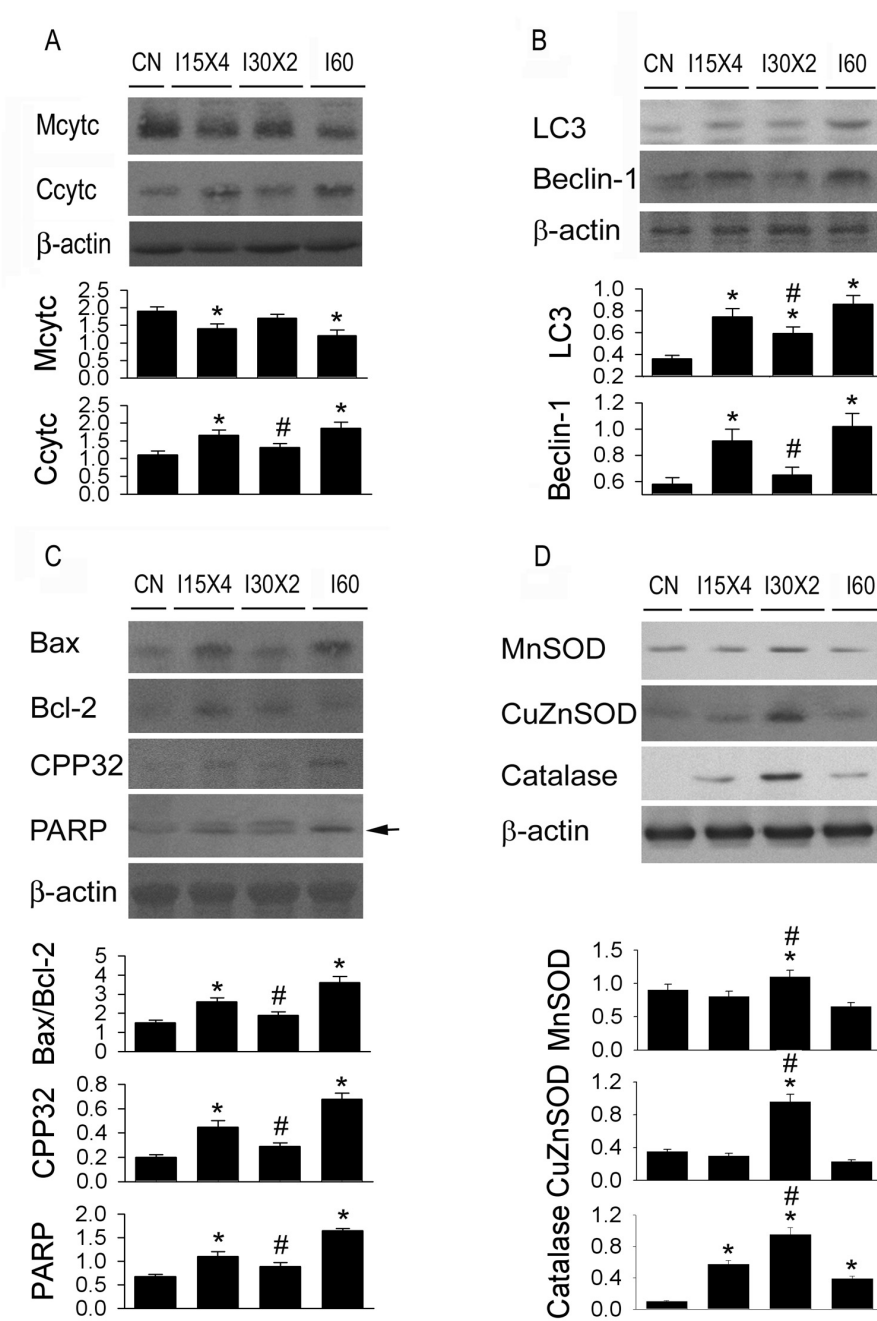 A
CN I15X4 I30X2 I60
Mcytc
Ccytc
β-actin
2.5
2.0
1.5
1.0
0.0
Mcytc
* *
2.5
2.0
1.5
1.0
0.0
Ccytc
* # *
B
CN I15X4 I30X2 I60
LC3
Beclin-1
β-actin
1.0
0.8
0.6
0.4
0.2
LC3
* # * *
1.2
1.0
0.8
0.6
Beclin-1
* # *
C
CN I15X4 I30X2 I60
Bax
Bcl-2
CPP32
PARP
β-actin
5
4
3
2
1
0
Bax/Bcl-2
* # *
0.8
0.6
0.4
0.2
0.0
CPP32
* # *
2.0
1.5
1.0
0.5
0.0
PARP
* # *
D
CN I15X4 I30X2 I60
MnSOD
CuZnSOD
Catalase
β-actin
1.5
1.0
0.5
0.0
MnSOD
# *
1.2
0.8
0.4
0.0
CuZnSOD
# *
1.2
0.8
0.4
0.0
Catalase
* # * *